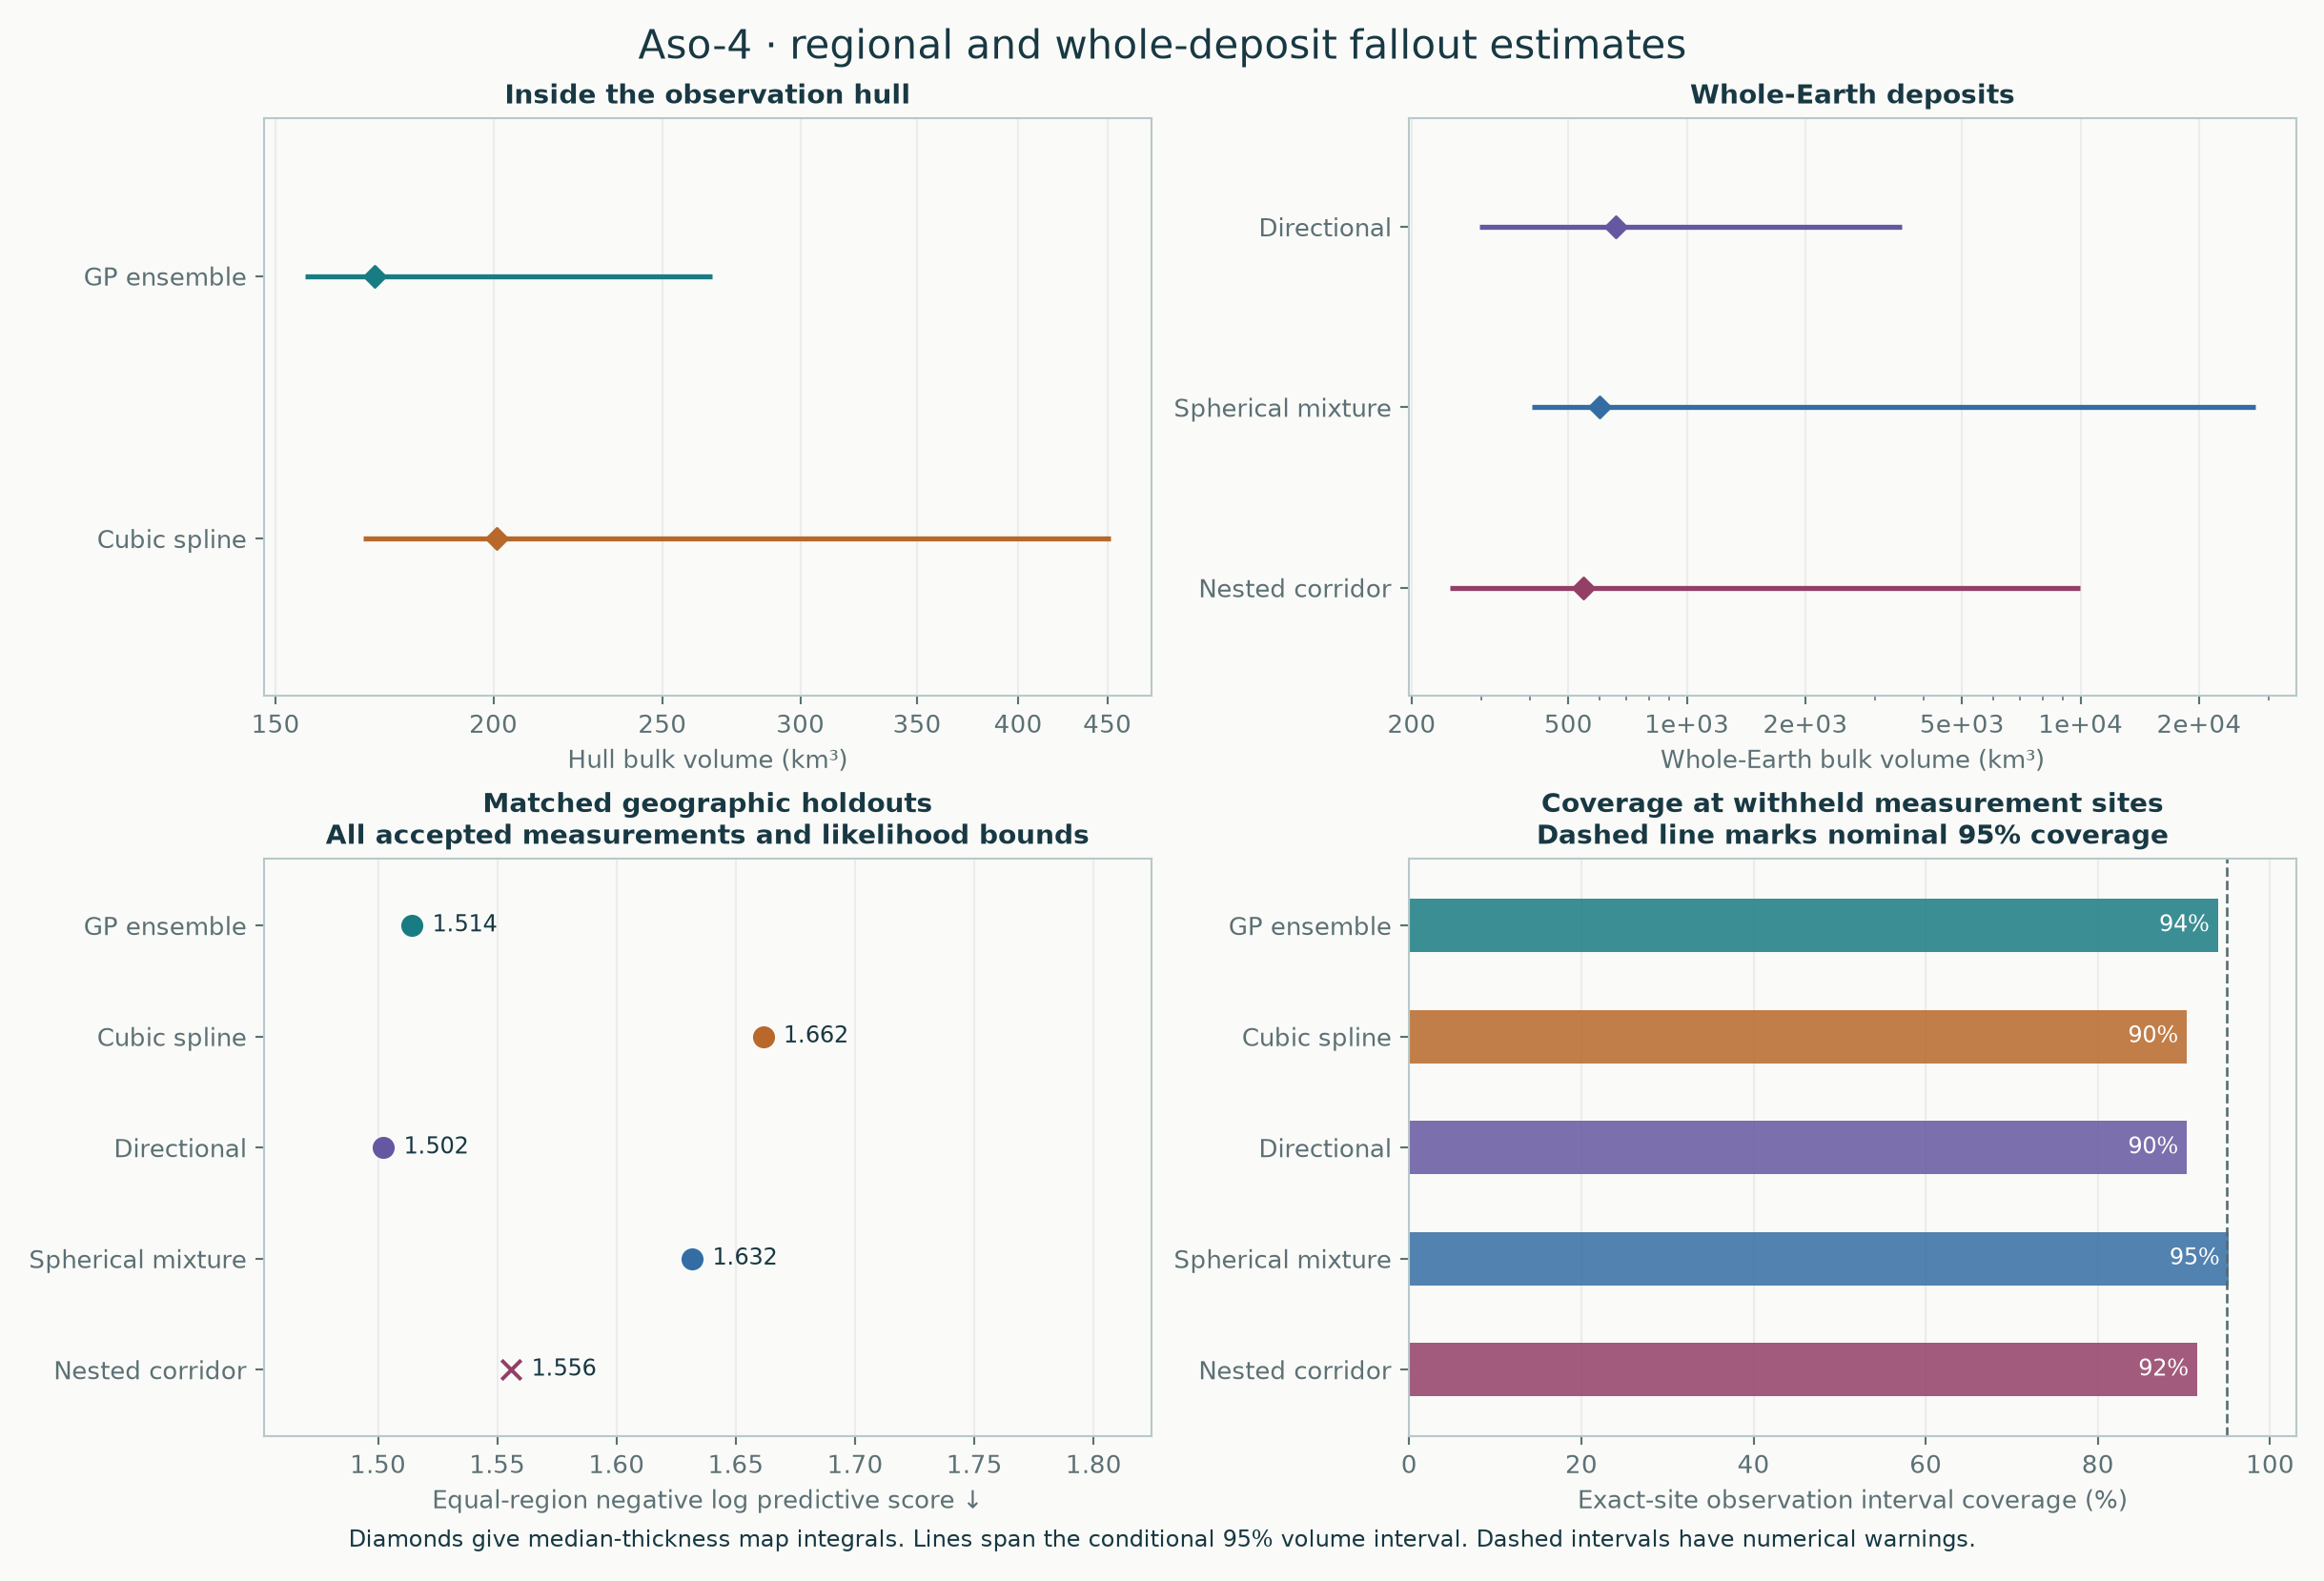 Aso-4 · regional and whole-deposit fallout estimates
Inside the observation hull
GP ensemble
Cubic spline
150 200 250 300 350 400 450
Hull bulk volume (km³)
Whole-Earth deposits
Directional
Spherical mixture
Nested corridor
200 500 1e+03 2e+03 5e+03 1e+04 2e+04
Whole-Earth bulk volume (km³)
Matched geographic holdouts
All accepted measurements and likelihood bounds
GP ensemble 1.514
Cubic spline 1.662
Directional 1.502
Spherical mixture 1.632
Nested corridor 1.556
1.50 1.55 1.60 1.65 1.70 1.75 1.80
Equal-region negative log predictive score ↓
Coverage at withheld measurement sites
Dashed line marks nominal 95% coverage
GP ensemble 94%
Cubic spline 90%
Directional 90%
Spherical mixture 95%
Nested corridor 92%
0 20 40 60 80 100
Exact-site observation interval coverage (%)
Diamonds give median-thickness map integrals. Lines span the conditional 95% volume interval. Dashed intervals have numerical warnings.